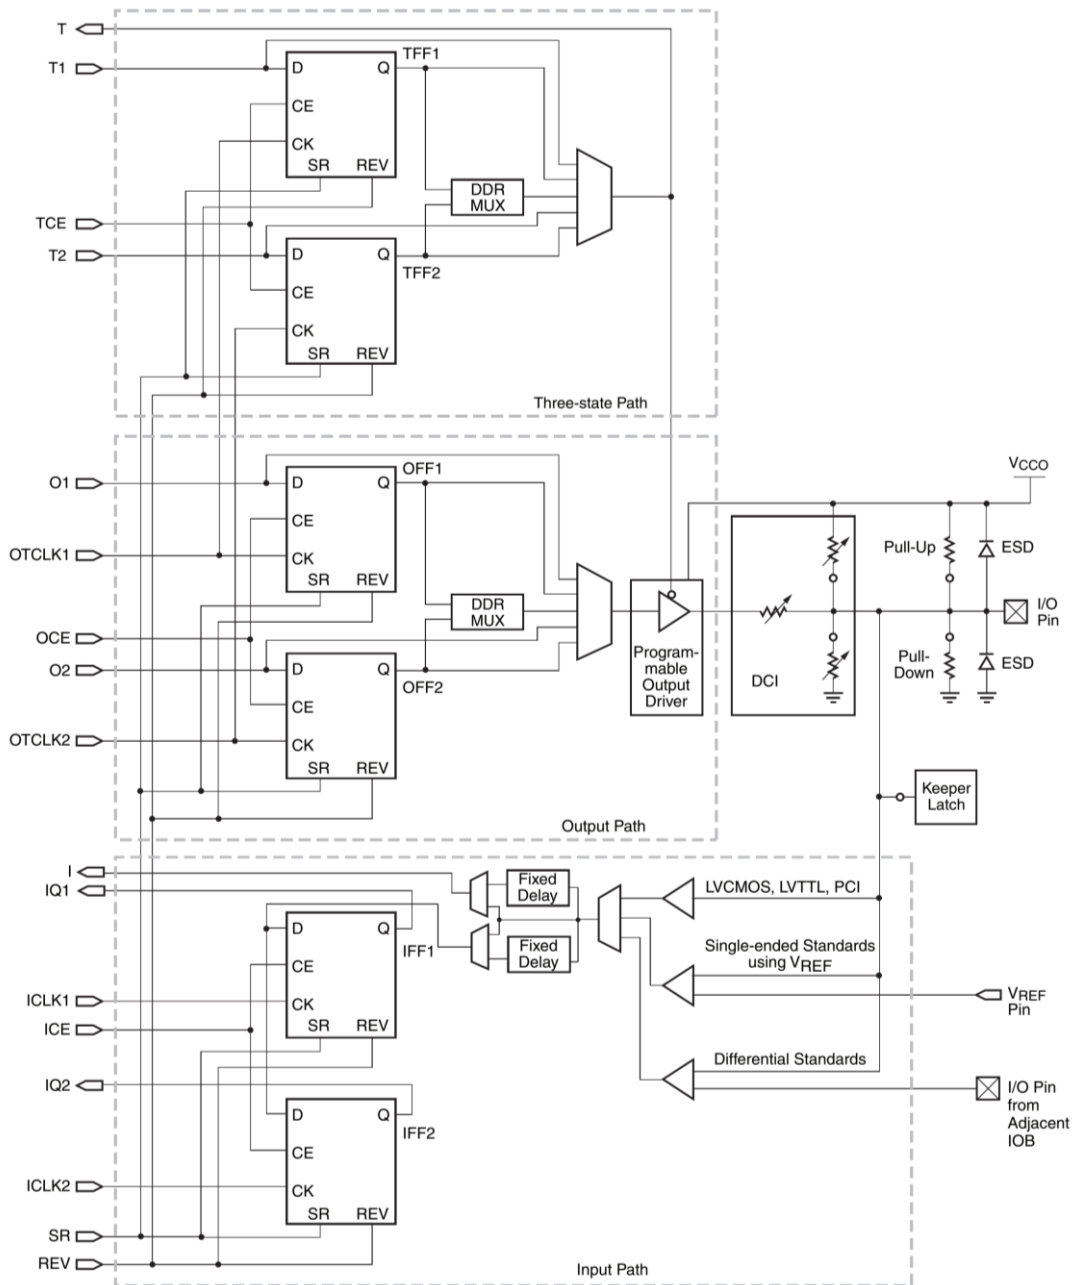 T
T1
TFF1
D
Q
CE
CK
SR
REV
DDR
MUX
TCE
T2
D
Q
TFF2
CE
CK
SR
REV
Three-state Path
O1
OFF1
D
Q
CE
OTCLK1
CK
SR
REV
DDR
MUX
OCE
O2
D
Q
OFF2
CE
OTCLK2
CK
SR
REV
Program-
mable
Output
Driver
DCI
VCCO
Pull-Up
ESD
I/O
Pin
Pull-
Down
ESD
Keeper
Latch
Output Path
I
IQ1
Fixed
Delay
LVCMOS, LVTTL, PCI
D
Q
IFF1
Fixed
Delay
Single-ended Standards
using VREF
CE
ICLK1
CK
VREF
Pin
ICE
SR
REV
Differential Standards
IQ2
I/O Pin
from
Adjacent
IOB
D
Q
IFF2
CE
ICLK2
CK
SR
REV
SR
REV
Input Path